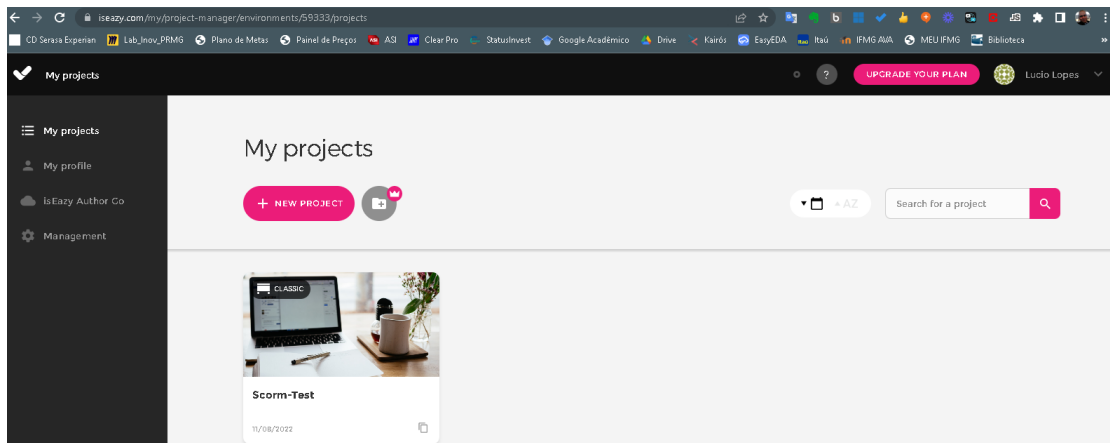 iseazy.com/my/project-manager/environments/59333/projects
CD Serasa Experian Lab_Inov_PRMG Plano de Metas Painel de Preços ASI Clear Pro StatusInvest Google Acadêmico Drive Kairós EasyEDA Itaú IFMG AVA MEU IFMG Biblioteca »
My projects ? UPGRADE YOUR PLAN Lucio Lopes
My projects
My profile
isEazy Author Go
Management
My projects
+ NEW PROJECT
AZ
Search for a project
CLASSIC
Scorm-Test
11/08/2022